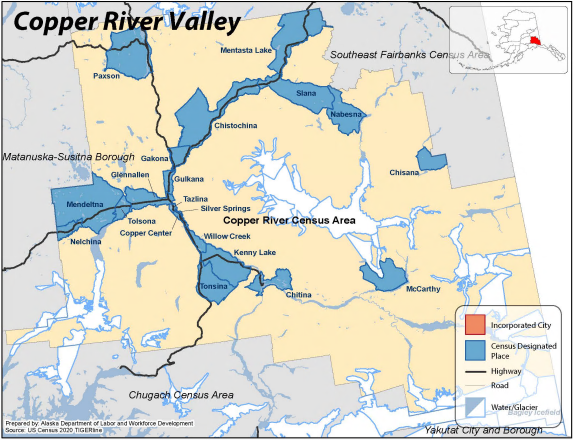 Copper River Valley
Mentasta Lake
Southeast Fairbanks Census Area
Paxson
Slana
Nabesna
Chistochina
Matanuska-Susitna Borough
Gakona
Chisana
Glennallen
Gulkana
Mendeltna
Tazlina
Silver Springs
Tolsona
Copper River Census Area
Copper Center
Willow Creek
Nelchina
Kenny Lake
Tonsina
Chitina
McCarthy
Incorporated City
Census Designated
Place
Highway
Road
Water/Glacier
Chugach Census Area
Bagley Icefield
Prepared by: Alaska Department of Labor and Workforce Development
Source: US Census 2020, TIGERline
Yakutat City and Borough